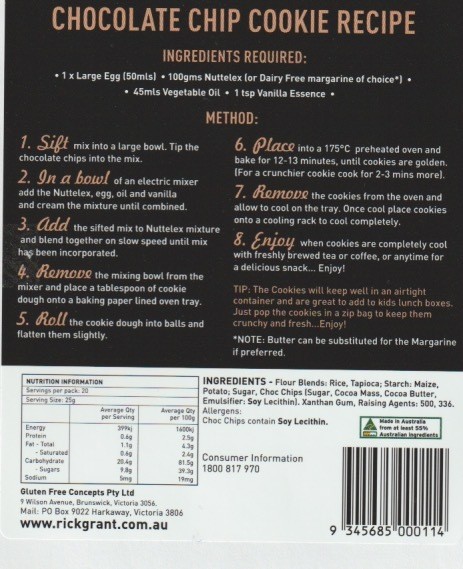 CHOCOLATE CHIP COOKIE RECIPE
INGREDIENTS REQUIRED:
• 1 x Large Egg (50mls) • 100gms Nuttelex (or Dairy Free margarine of choice*) •
• 45mls Vegetable Oil • 1 tsp Vanilla Essence •
METHOD:
1. Sift mix into a large bowl. Tip the
chocolate chips into the mix.
2. In a bowl of an electric mixer
add the Nuttelex, egg, oil and vanilla
and cream the mixture until combined.
3. Add the sifted mix to Nuttelex mixture
and blend together on slow speed until mix
has been incorporated.
4. Remove the mixing bowl from the
mixer and place a tablespoon of cookie
dough onto a baking paper lined oven tray.
5. Roll the cookie dough into balls and
flatten them slightly.
6. Place into a 175°C preheated oven and
bake for 12-13 minutes, until cookies are golden.
(For a crunchier cookie cook for 2-3 mins more).
7. Remove the cookies from the oven and
allow to cool on the tray. Once cool place cookies
onto a cooling rack to cool completely.
8. Enjoy when cookies are completely cool
with freshly brewed tea or coffee, or anytime for
a delicious snack... Enjoy!
TIP: The Cookies will keep well in an airtight
container and are great to add to kids lunch boxes.
Just pop the cookies in a zip bag to keep them
crunchy and fresh...Enjoy!
*NOTE: Butter can be substituted for the Margarine
if preferred.
NUTRITION INFORMATION
Servings per pack: 20
Serving Size: 25g
Average Qty per Serving Average Qty per 100g
Energy 399kj 1600kj
Protein 0.6g 2.5g
Fat - Total 1.1g 4.3g
- Saturated 0.6g 2.4g
Carbohydrate 20.4g 81.5g
- Sugars 9.8g 39.3g
Sodium 5mg 19mg
INGREDIENTS - Flour Blends: Rice, Tapioca; Starch: Maize,
Potato; Sugar, Choc Chips (Sugar, Cocoa Mass, Cocoa Butter,
Emulsifier: Soy Lecithin). Xanthan Gum, Raising Agents: 500, 336.
Allergens:
Choc Chips contain Soy Lecithin.
Made in Australia
from at least 55%
Australian ingredients
Consumer Information
1800 817 970
Gluten Free Concepts Pty Ltd
9 Wilson Avenue, Brunswick, Victoria 3056.
Mail: PO Box 9022 Harkaway, Victoria 3806
www.rickgrant.com.au
9 345685 000114